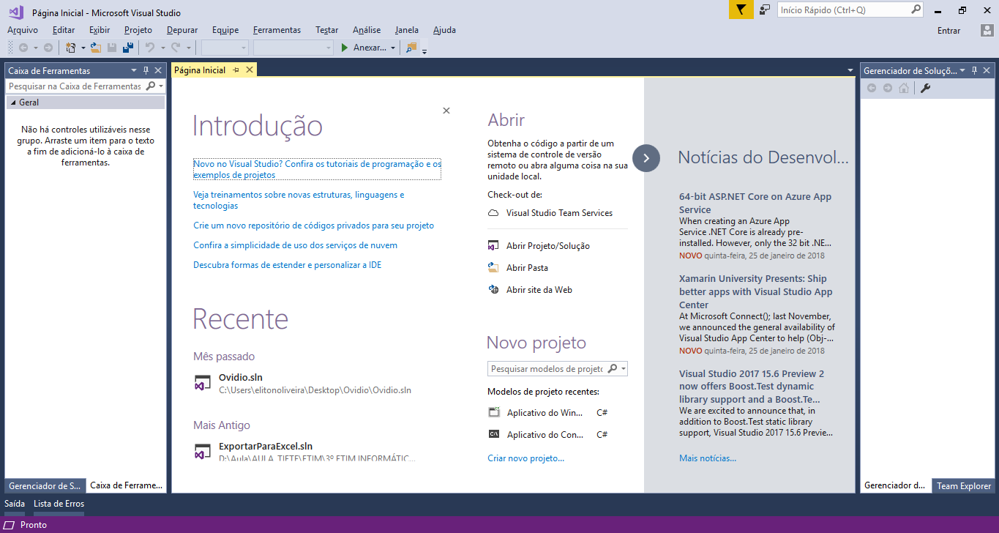 Página Inicial - Microsoft Visual Studio
Início Rápido (Ctrl+Q)
Arquivo Editar Exibir Projeto Depurar Equipe Ferramentas Testar Análise Janela Ajuda
Entrar
Anexar...
Caixa de Ferramentas
Pesquisar na Caixa de Ferramentas
Geral
Não há controles utilizáveis nesse
grupo. Arraste um item para o texto
a fim de adicioná-lo à caixa de
ferramentas.
Gerenciador de S...
Caixa de Ferrame...
Página Inicial
Introdução
Novo no Visual Studio? Confira os tutoriais de programação e os
exemplos de projetos
Veja treinamentos sobre novas estruturas, linguagens e
tecnologias
Crie um novo repositório de códigos privados para seu projeto
Confira a simplicidade de uso dos serviços de nuvem
Descubra formas de estender e personalizar a IDE
Recente
Mês passado
Ovidio.sln
C:\Users\elitonoliveira\Desktop\Ovidio\Ovidio.sln
Mais Antigo
ExportarParaExcel.sln
D:\Aula\AULA_TIETE\ETIM\3º ETIM INFORMÁTIC...
Abrir
Obtenha o código a partir de um
sistema de controle de versão
remoto ou abra alguma coisa na sua
unidade local.
Check-out de:
Visual Studio Team Services
Abrir Projeto/Solução
Abrir Pasta
Abrir site da Web
Novo projeto
Pesquisar modelos de projeto
Modelos de projeto recentes:
Aplicativo do Win... C#
Aplicativo do Con... C#
Criar novo projeto...
Notícias do Desenvol...
64-bit ASP.NET Core on Azure App
Service
When creating an Azure App
Service .NET Core is already pre-
installed. However, only the 32 bit .NE...
NOVO quinta-feira, 25 de janeiro de 2018
Xamarin University Presents: Ship
better apps with Visual Studio App
Center
At Microsoft Connect(); last November,
we announced the general availability of
Visual Studio App Center to help (Obj-...
NOVO quinta-feira, 25 de janeiro de 2018
Visual Studio 2017 15.6 Preview 2
now offers Boost.Test dynamic
library support and a Boost.Te...
We are excited to announce that, in
addition to Boost.Test static library
support, Visual Studio 2017 15.6 Previe...
Mais notícias...
Gerenciador de Soluçõ...
Gerenciador d...
Team Explorer
Saída Lista de Erros
Pronto